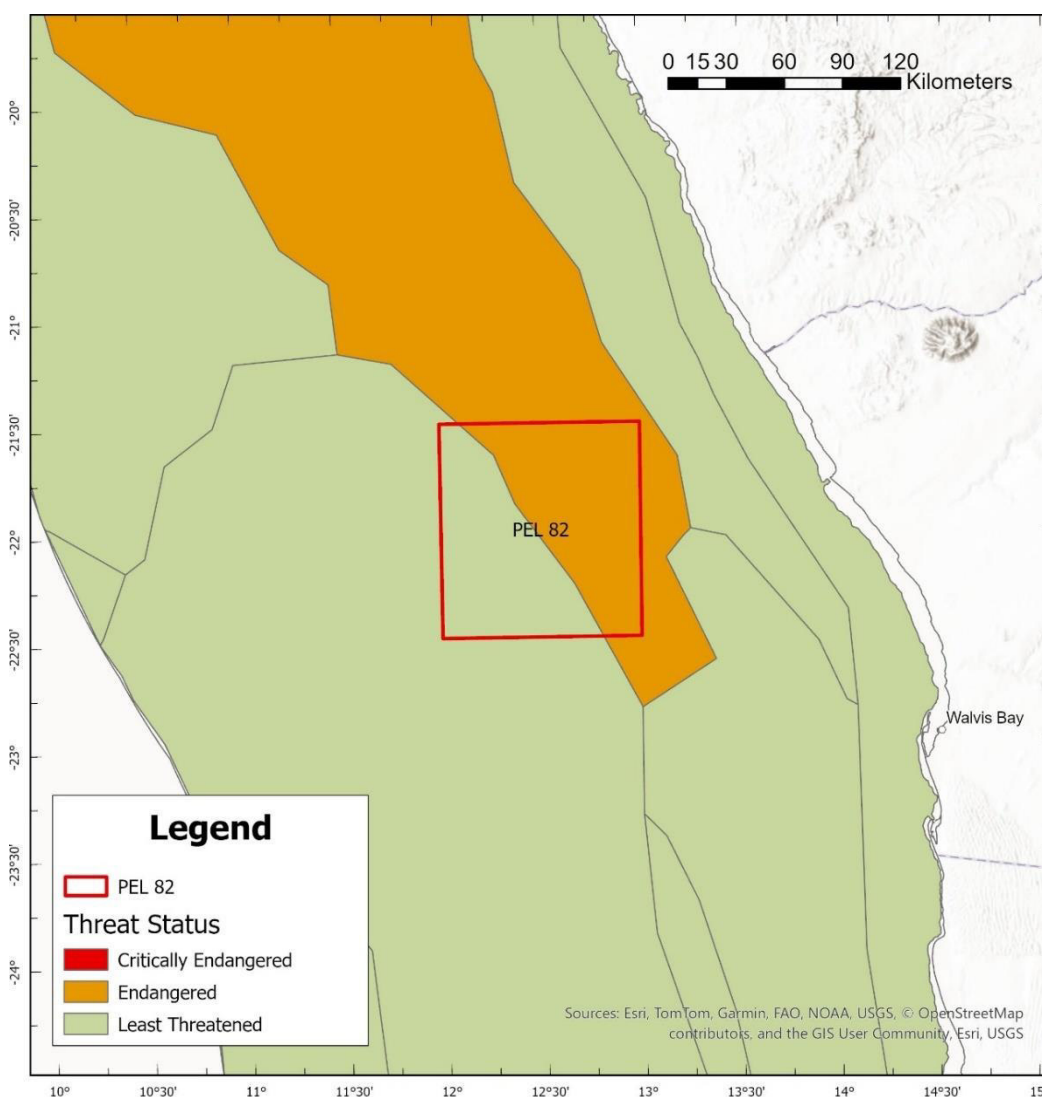 0 15 30 60 90 120
Kilometers
-20°
-20°30'
-21°
-21°30'
-22°
-22°30'
-23°
-23°30'
-24°
PEL 82
Walvis Bay
Legend
PEL 82
Threat Status
Critically Endangered
Endangered
Least Threatened
Sources: Esri, TomTom, Garmin, FAO, NOAA, USGS, © OpenStreetMap
contributors, and the GIS User Community, Esri, USGS
10° 10°30' 11° 11°30' 12° 12°30' 13° 13°30' 14° 14°30'